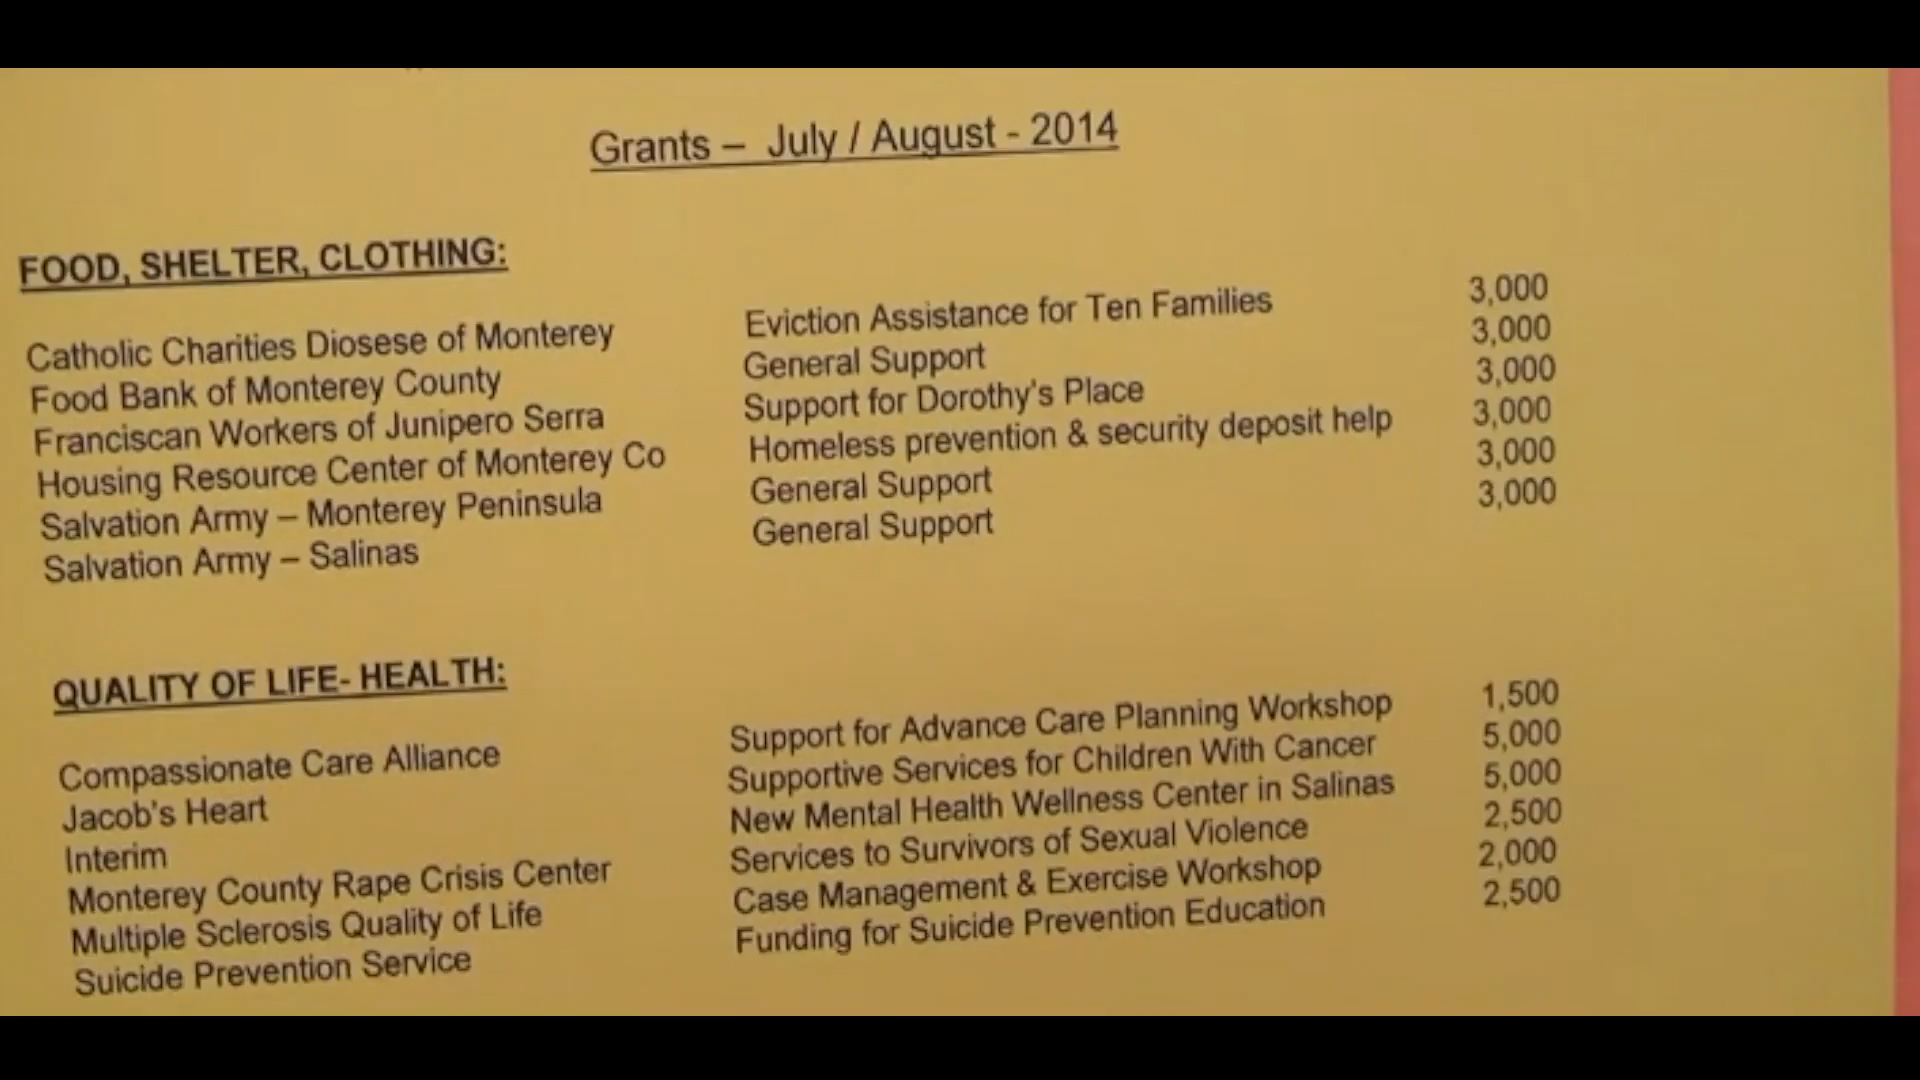 Grants – July / August - 2014
FOOD, SHELTER, CLOTHING:
Catholic Charities Diosese of Monterey Eviction Assistance for Ten Families 3,000
Food Bank of Monterey County General Support 3,000
Franciscan Workers of Junipero Serra Support for Dorothy's Place 3,000
Housing Resource Center of Monterey Co Homeless prevention & security deposit help 3,000
Salvation Army – Monterey Peninsula General Support 3,000
Salvation Army – Salinas General Support 3,000
QUALITY OF LIFE- HEALTH:
Compassionate Care Alliance Support for Advance Care Planning Workshop 1,500
Jacob's Heart Supportive Services for Children With Cancer 5,000
Interim New Mental Health Wellness Center in Salinas 5,000
Monterey County Rape Crisis Center Services to Survivors of Sexual Violence 2,500
Multiple Sclerosis Quality of Life Case Management & Exercise Workshop 2,000
Suicide Prevention Service Funding for Suicide Prevention Education 2,500